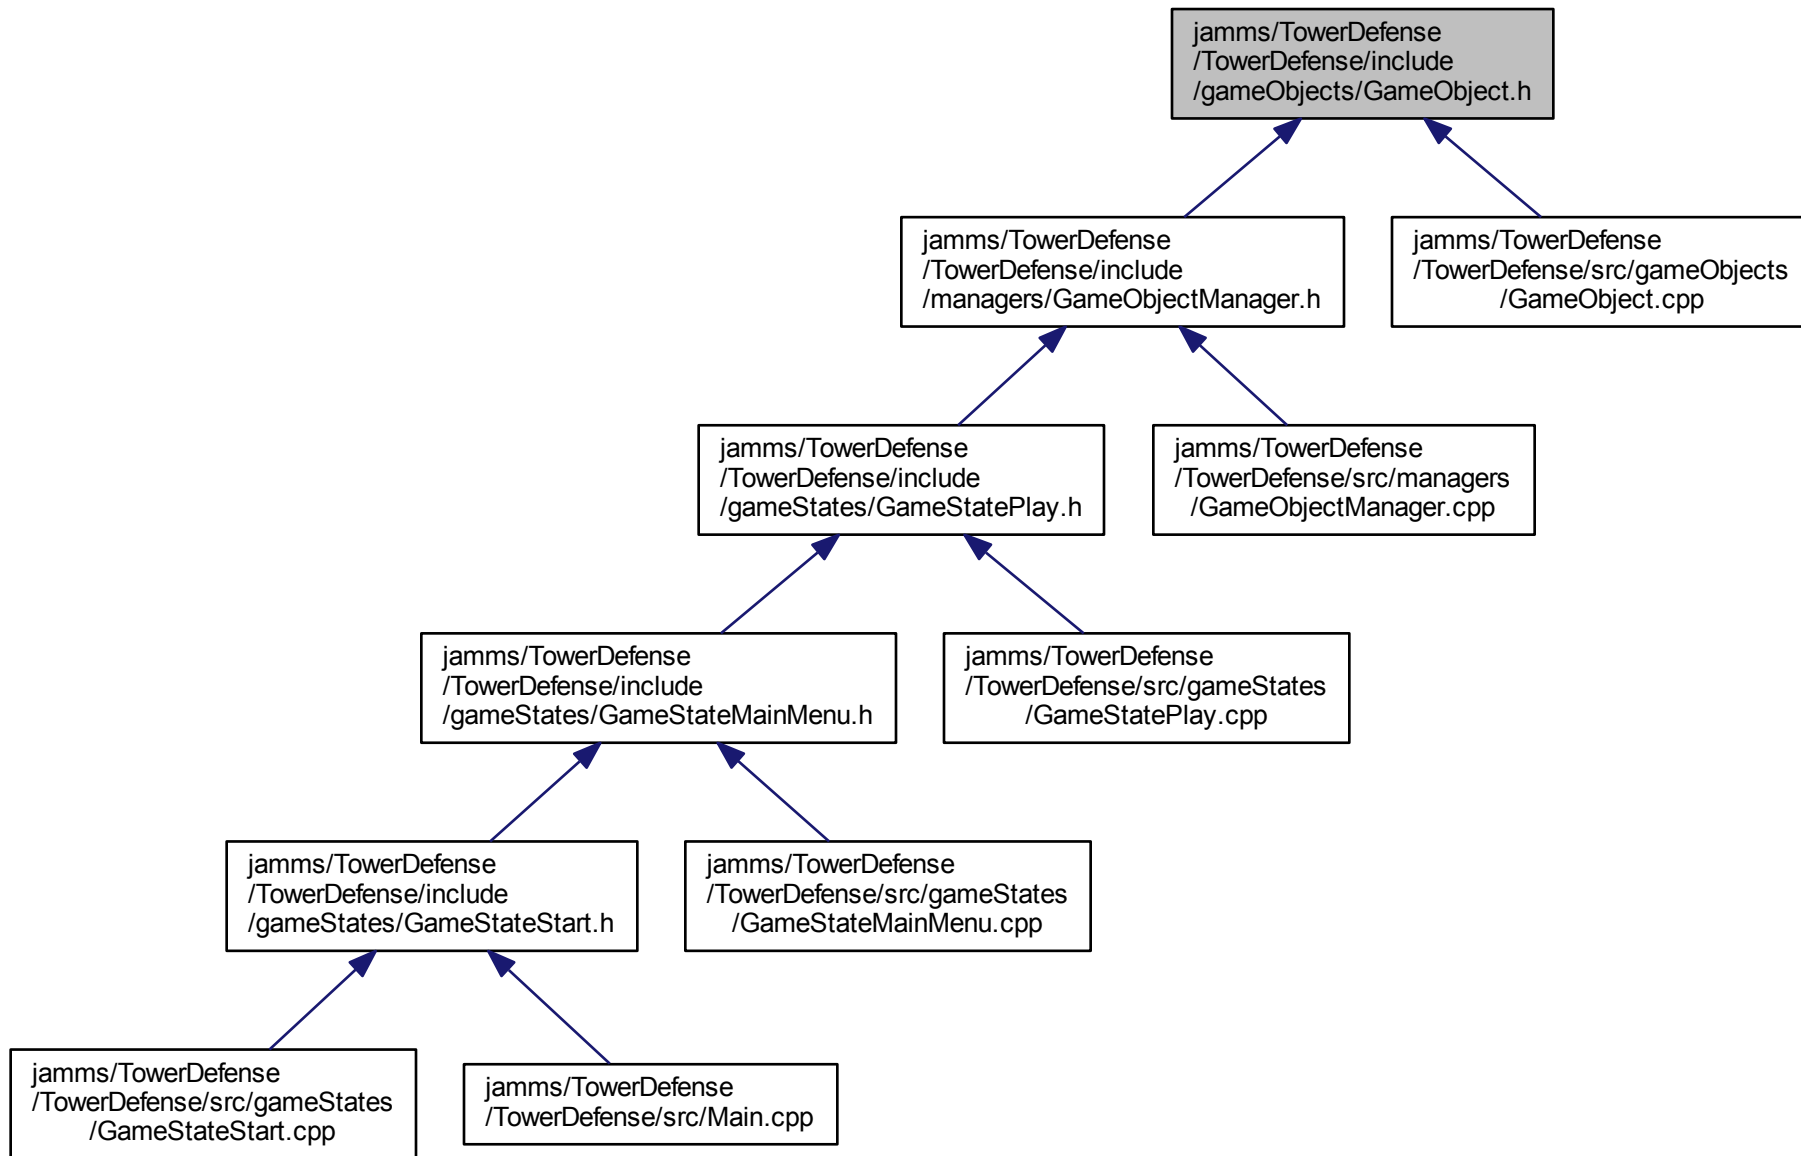 jamms/TowerDefense
/TowerDefense/include
/gameObjects/GameObject.h
jamms/TowerDefense
/TowerDefense/include
/managers/GameObjectManager.h
jamms/TowerDefense
/TowerDefense/src/gameObjects
/GameObject.cpp
jamms/TowerDefense
/TowerDefense/include
/gameStates/GameStatePlay.h
jamms/TowerDefense
/TowerDefense/src/managers
/GameObjectManager.cpp
jamms/TowerDefense
/TowerDefense/include
/gameStates/GameStateMainMenu.h
jamms/TowerDefense
/TowerDefense/src/gameStates
/GameStatePlay.cpp
jamms/TowerDefense
/TowerDefense/include
/gameStates/GameStateStart.h
jamms/TowerDefense
/TowerDefense/src/gameStates
/GameStateMainMenu.cpp
jamms/TowerDefense
/TowerDefense/src/gameStates
/GameStateStart.cpp
jamms/TowerDefense
/TowerDefense/src/Main.cpp